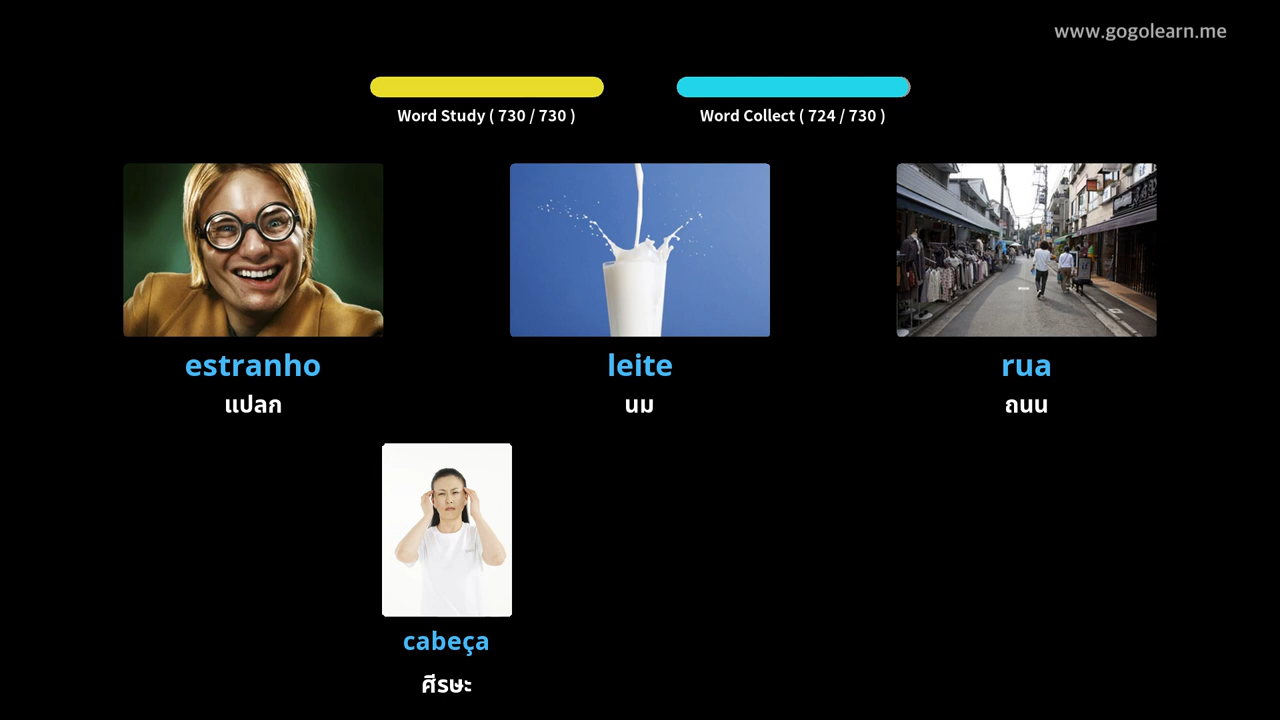 www.gogolearn.me
Word Study ( 730 / 730 )
Word Collect ( 724 / 730 )
estranho
แปลก
leite
นม
rua
ถนน
cabeça
ศีรษะ